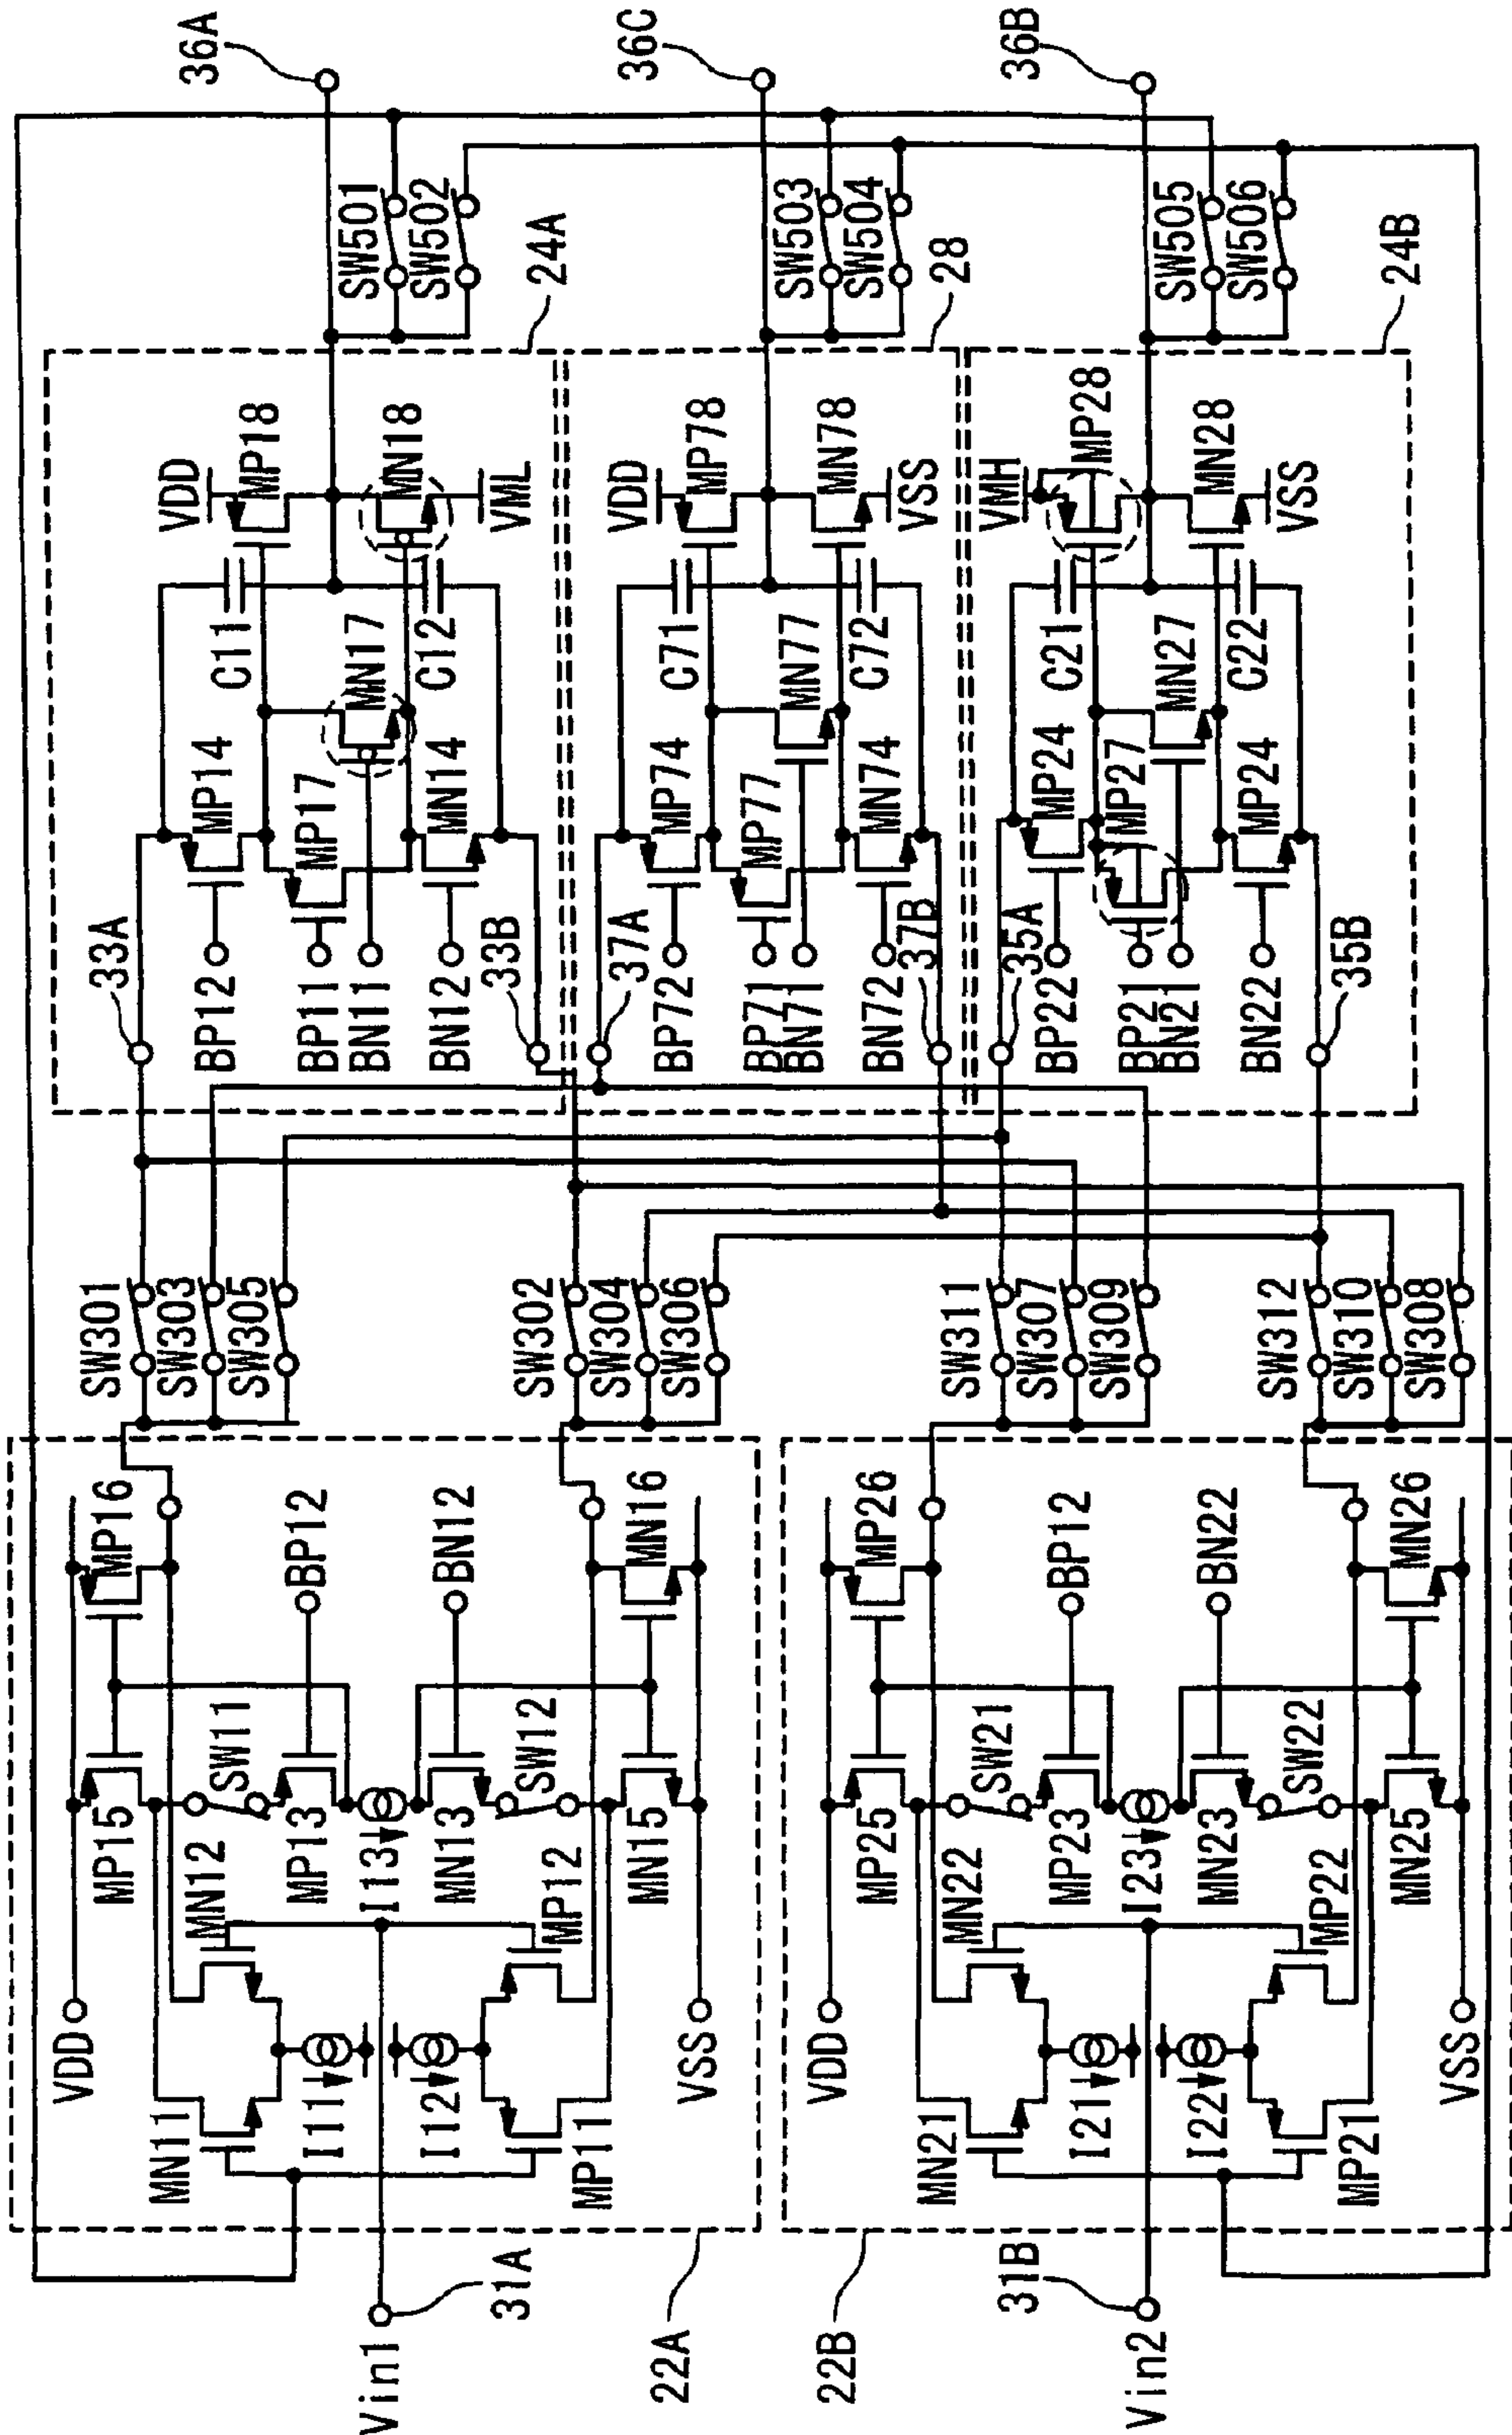 36A
36C
36B
SW501
SW502
24A
SW503
SW504
28
SW505
SW506
24B
VDD
MP18
MN18
VML
C11
MN17
C12
MP14
MP17
MN14
33A
BP12
BP11
BN11
BN12
33B
VDD
MP78
MN78
VSS
C71
MN77
C72
MP74
MP77
MN74
37A
BP72
BP71
BN71
BN72
37B
VMH
MP28
MN28
VSS
C21
MN27
C22
MP24
MP27
MP24
35A
BP22
BP21
BN21
BN22
35B
SW301
SW303
SW305
SW302
SW304
SW306
SW311
SW307
SW309
SW312
SW310
SW308
MP16
BP12
BN12
MN16
MP15
SW11
MP13
I13
MN13
SW12
MN15
MN12
MP12
VDD
I11
I12
VSS
MN11
MP11
Vin1
31A
22A
MP26
BP12
BN22
MN26
MP25
SW21
MP23
I23
MN23
SW22
MN25
MN22
MP22
VDD
I21
I22
VSS
MN21
MP21
22B
Vin2
31B